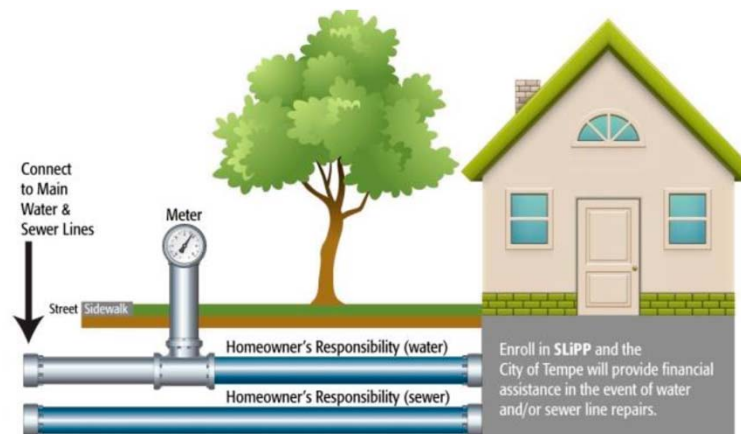 Connect
to Main
Water &
Sewer Lines
Meter
Street Sidewalk
Homeowner's Responsibility (water)
Homeowner's Responsibility (sewer)
Enroll in SLiPP and the
City of Tempe will provide financial
assistance in the event of water
and/or sewer line repairs.